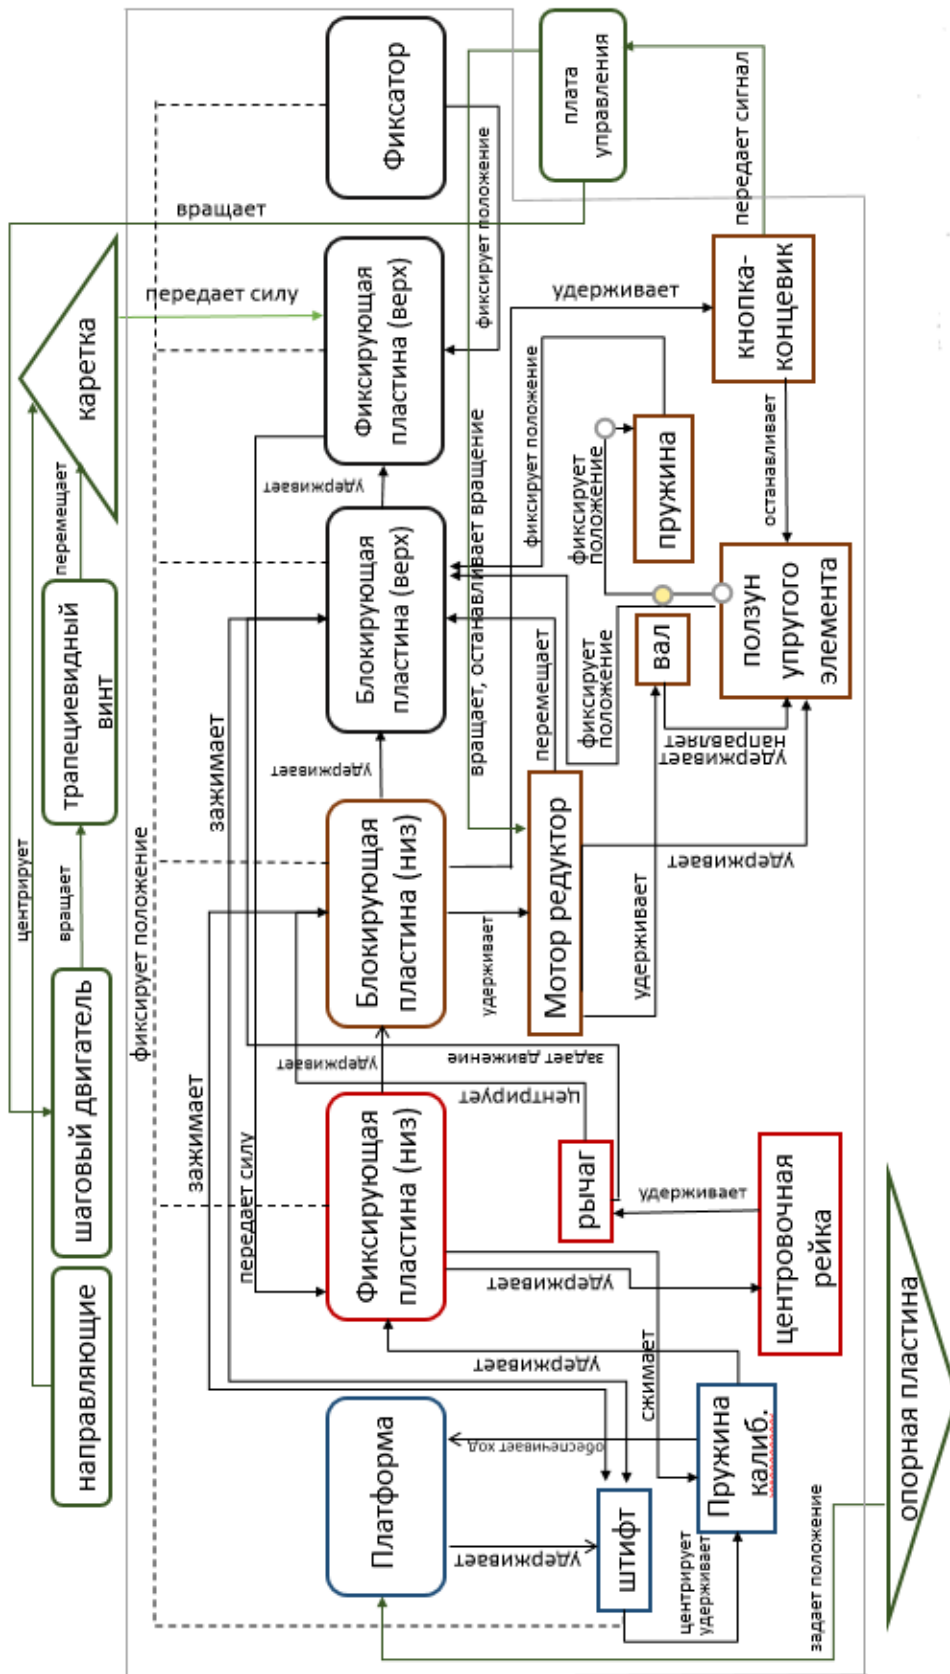 направляющие
шаговый двигатель
вращает
трапециевидный
винт
перемещает
каретка
центрирует
вращает
передает силу
фиксирует положение
Платформа
Фиксирующая
пластина (низ)
Блокирующая
пластина (низ)
Блокирующая
пластина (верх)
Фиксирующая
пластина (верх)
Фиксатор
зажимает
зажимает
передает силу
удерживает
удерживает
удерживает
фиксирует положение
удерживает
обеспечивает ход
удерживает
сжимает
удерживает
центрирует
задает движение
удерживает
вращает, останавливает вращение
перемещает
фиксирует
положение
фиксирует положение
фиксирует
положение
удерживает
плата
управления
передает сигнал
штифт
рычаг
Мотор редуктор
вал
пружина
кнопка-
концевик
центрирует
удерживает
Пружина
калиб.
удерживает
центровочная
рейка
удерживает
удерживает
направляет
удерживает
останавливает
ползун
упругого
элемента
задает положение
опорная пластина